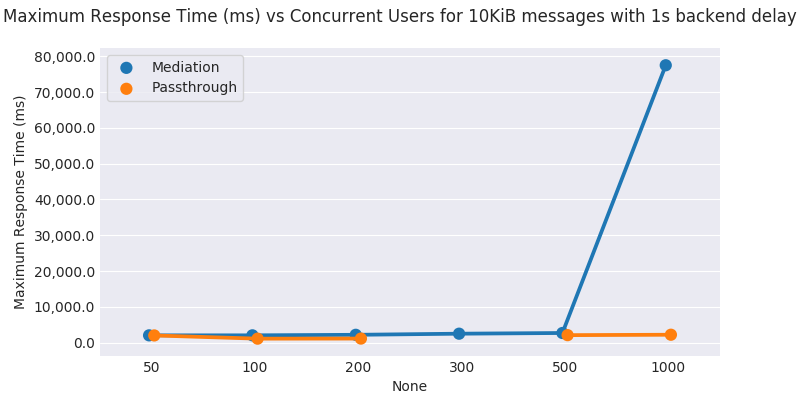 Maximum Response Time (ms) vs Concurrent Users for 10KiB messages with 1s backend delay
Mediation
Passthrough
80,000.0
70,000.0
60,000.0
50,000.0
40,000.0
30,000.0
20,000.0
10,000.0
0.0
Maximum Response Time (ms)
50 100 200 300 500 1000
None